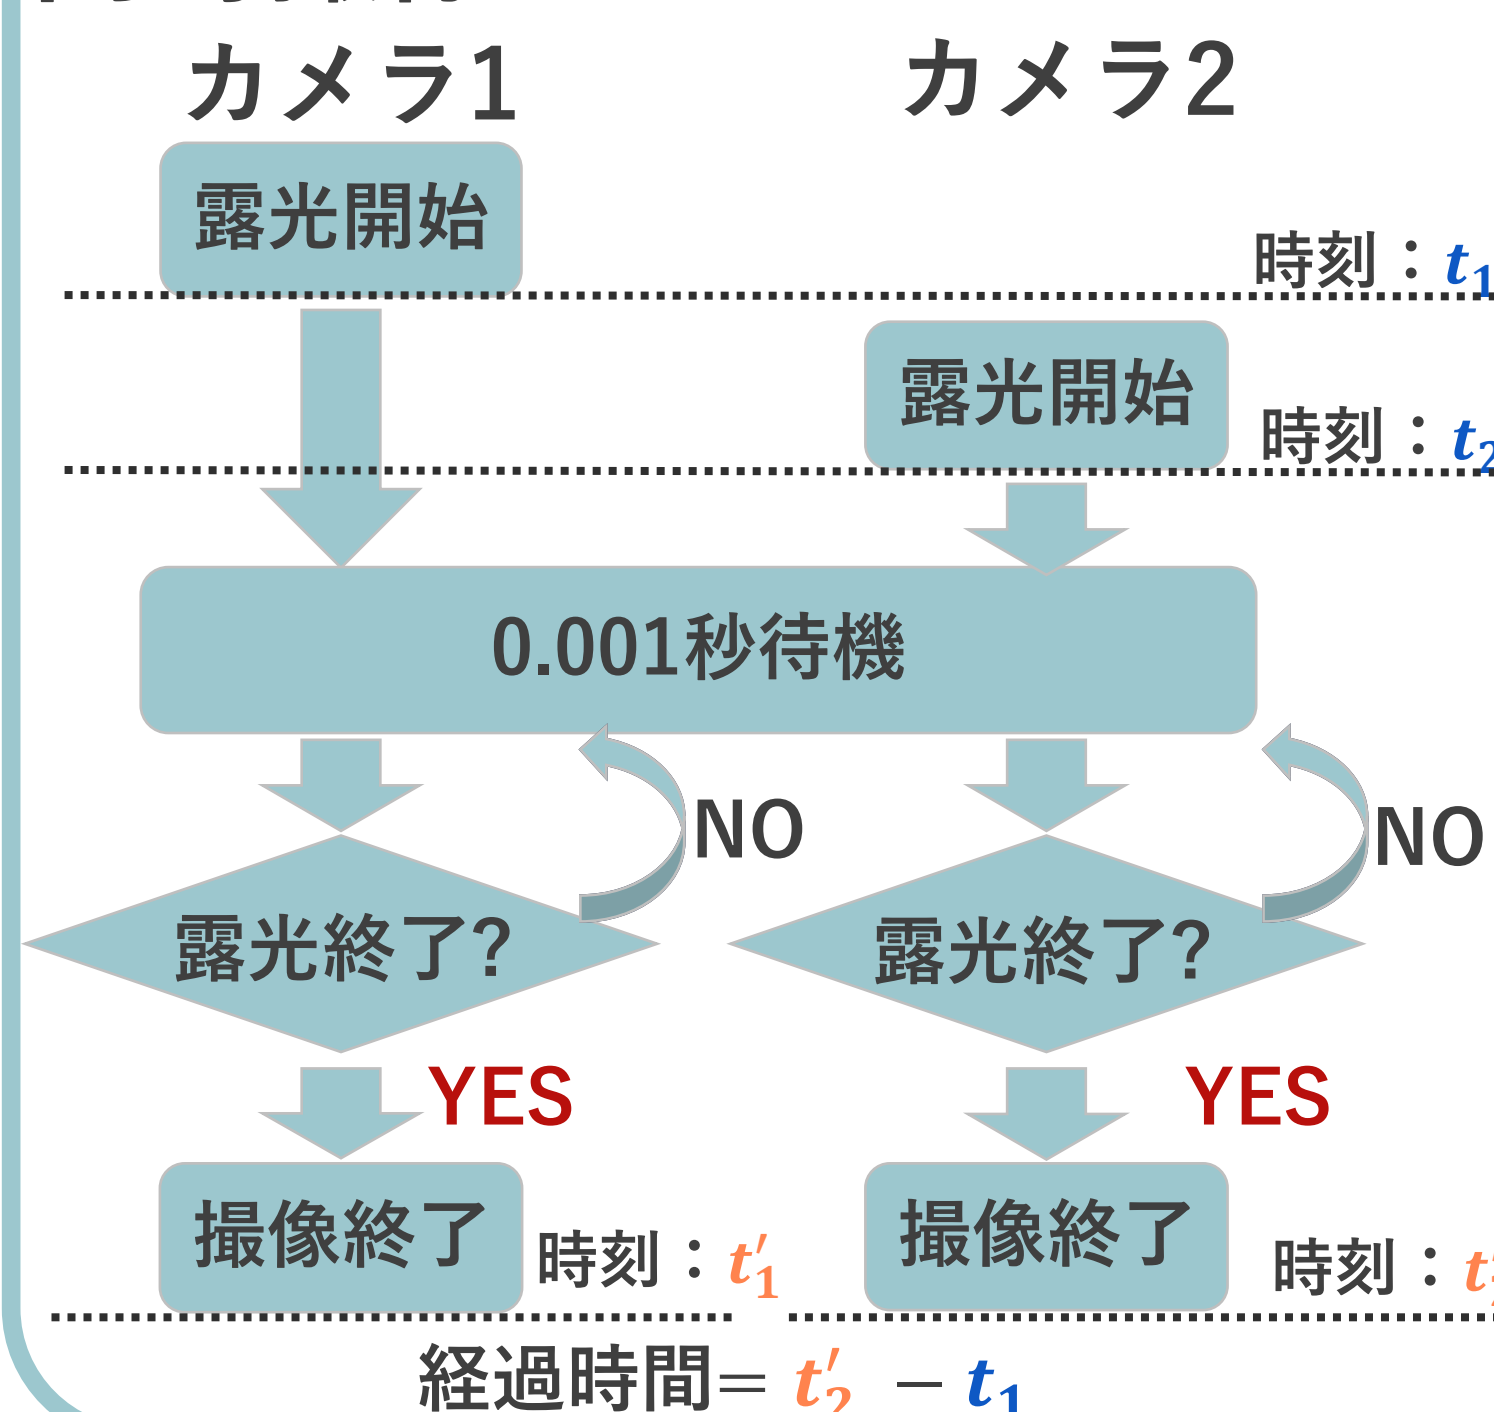 カメラ1
カメラ2
露光開始
時刻：t₁
露光開始
時刻：t₂
0.001秒待機
NO
NO
露光終了?
露光終了?
YES
YES
撮像終了
時刻：t′₁
撮像終了
時刻：t′
経過時間= t′₂ − t₁